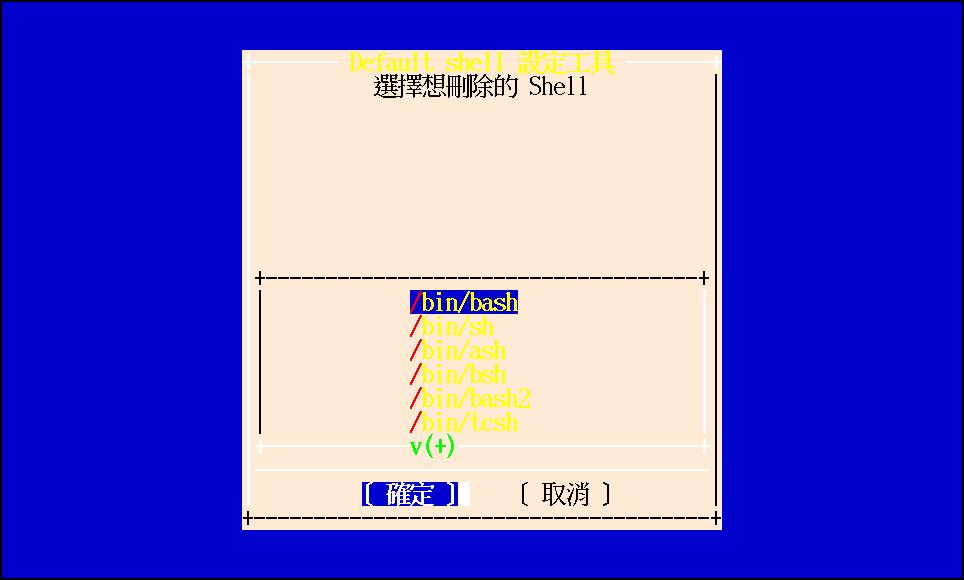 Default shell 設定工具
選擇想刪除的 Shell
/bin/bash
/bin/sh
/bin/ash
/bin/bsh
/bin/bash2
/bin/tcsh
v(+)
[ 確定 ] [ 取消 ]